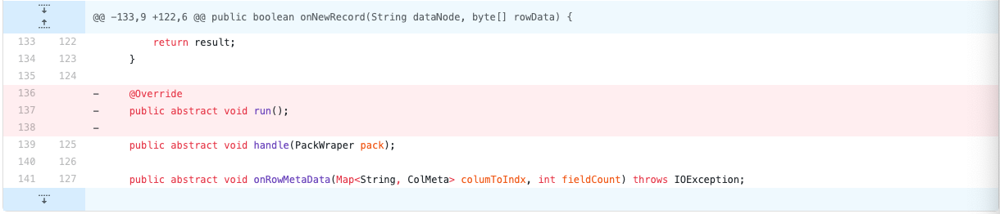 @@ -133,9 +122,6 @@ public boolean onNewRecord(String dataNode, byte[] rowData) {
133 122 return result;
134 123 }
135 124
136 - @Override
137 - public abstract void run();
138 -
139 125 public abstract void handle(PackWraper pack);
140 126
141 127 public abstract void onRowMetaData(Map<String, ColMeta> columToIndx, int fieldCount) throws IOException;